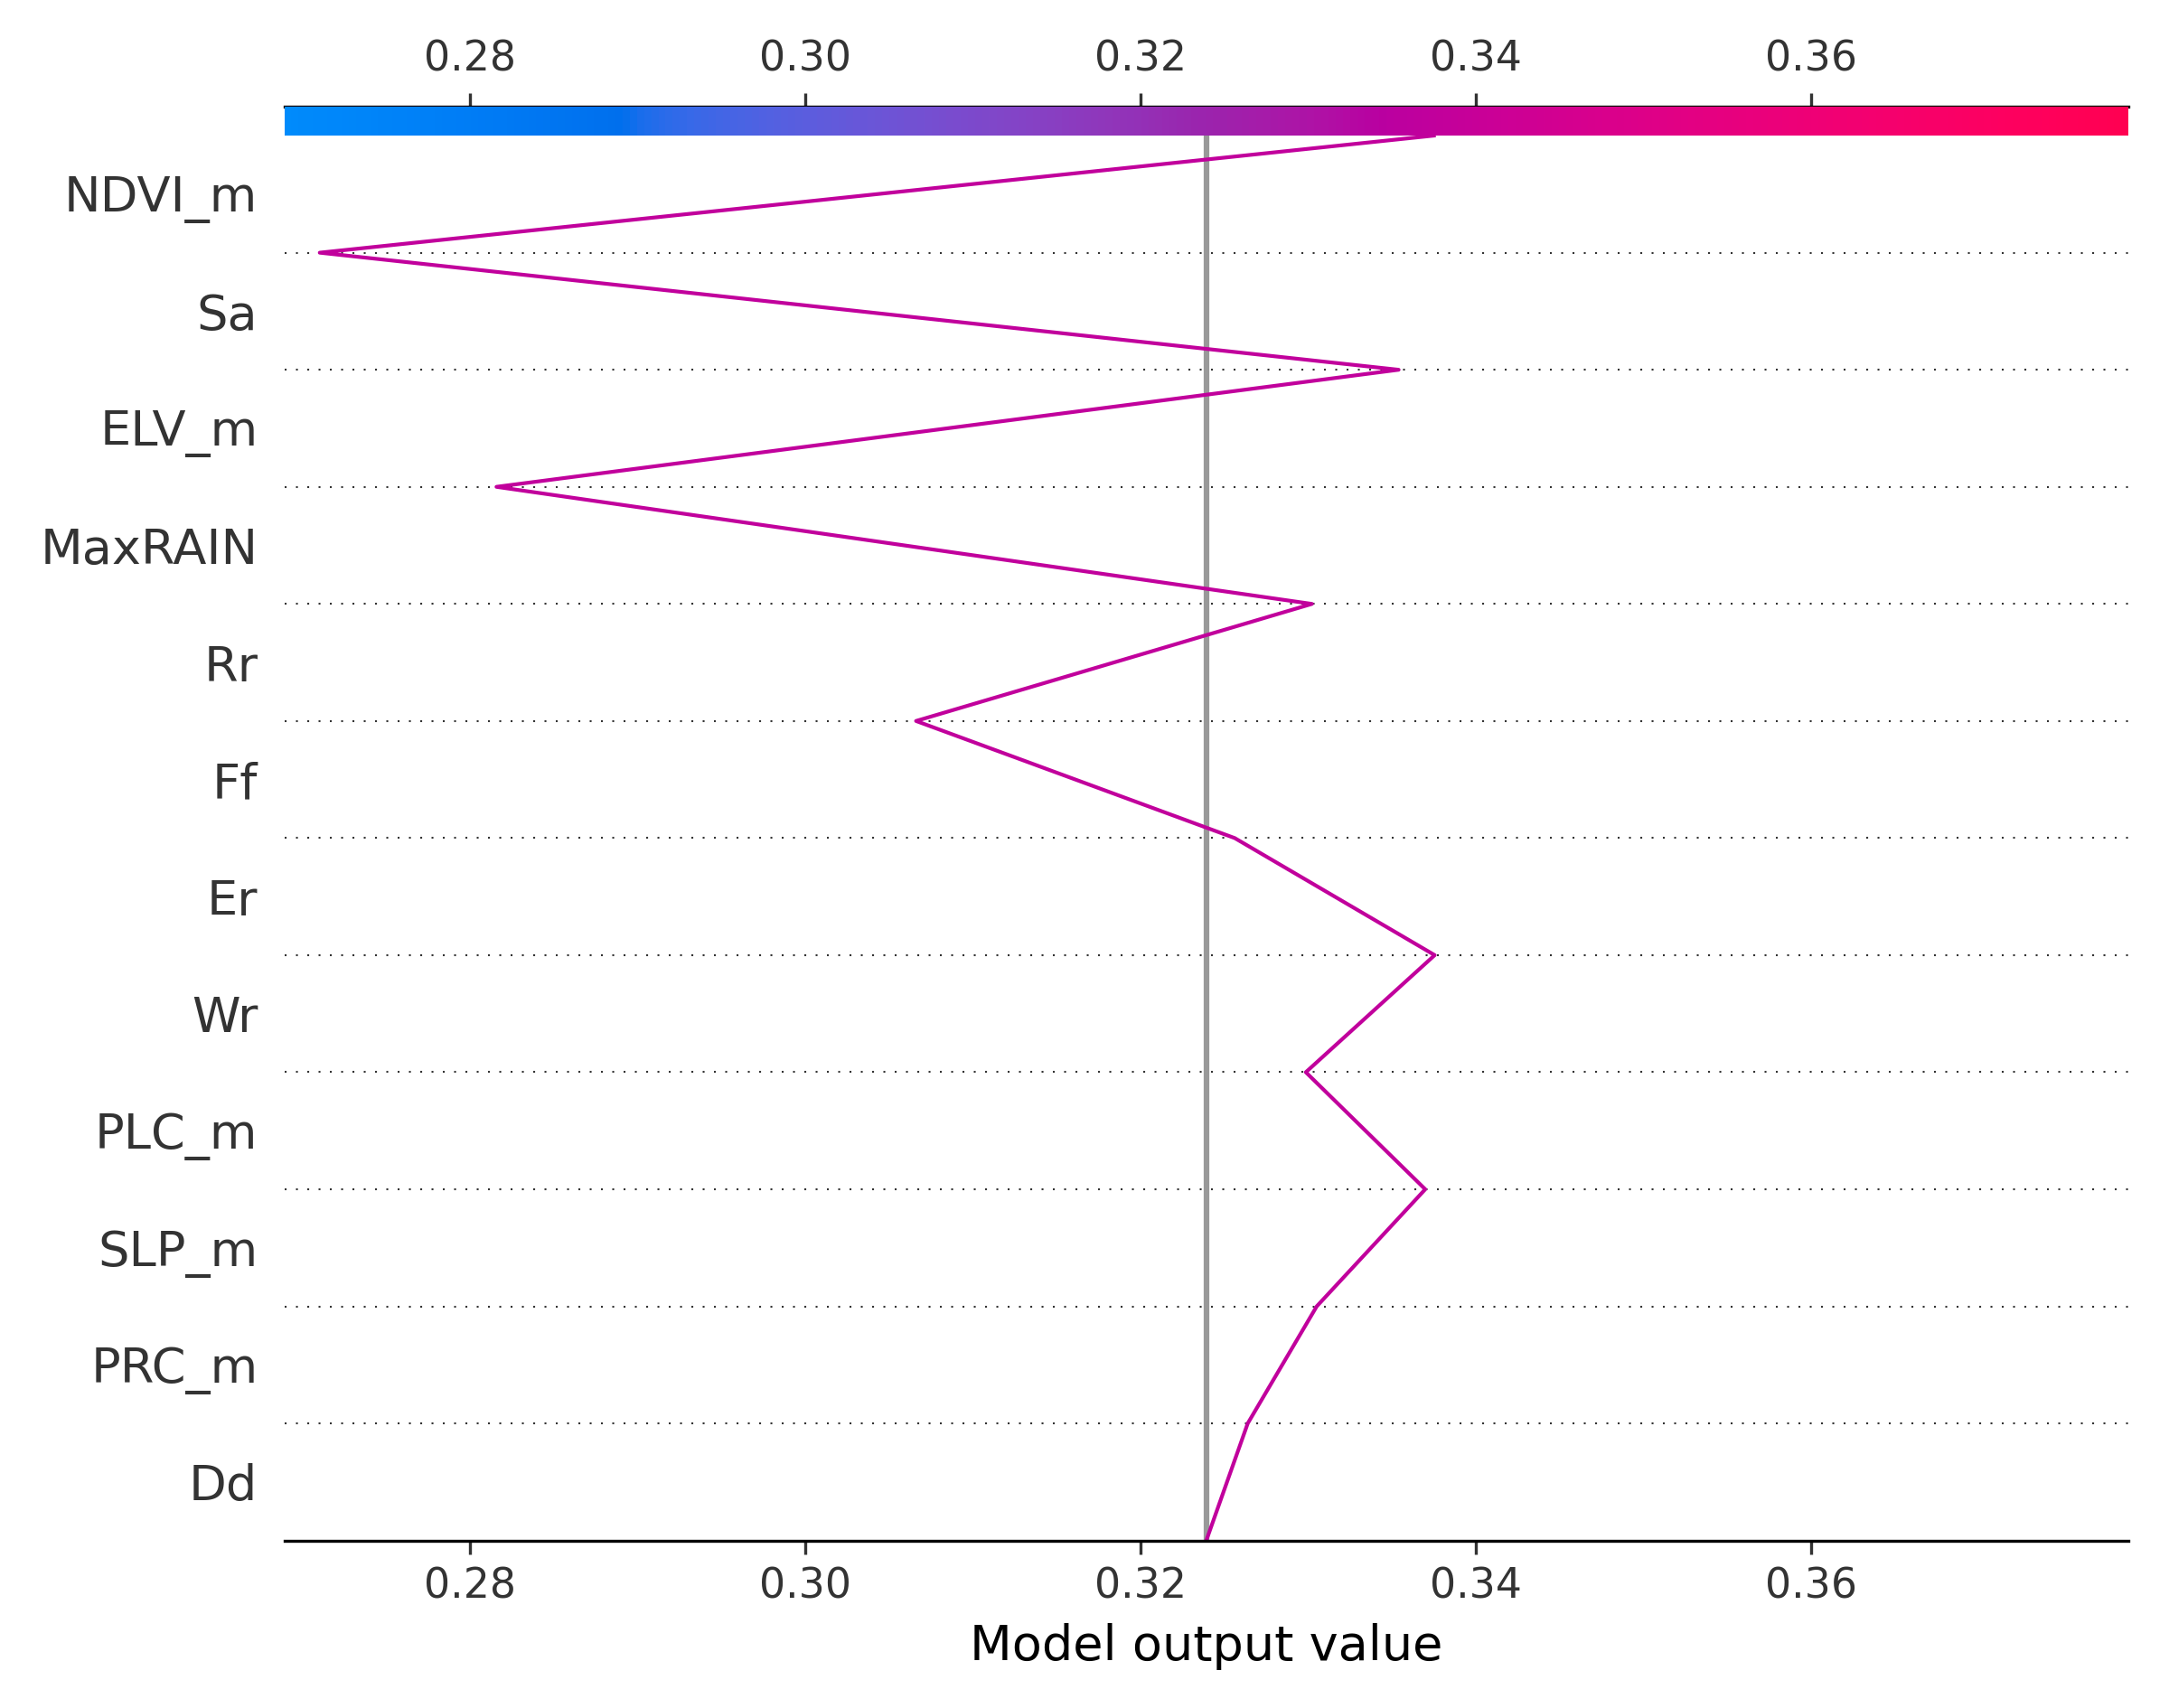 0.28 0.30 0.32 0.34 0.36
NDVI_m
Sa
ELV_m
MaxRAIN
Rr
Ff
Er
Wr
PLC_m
SLP_m
PRC_m
Dd
0.28 0.30 0.32 0.34 0.36
Model output value